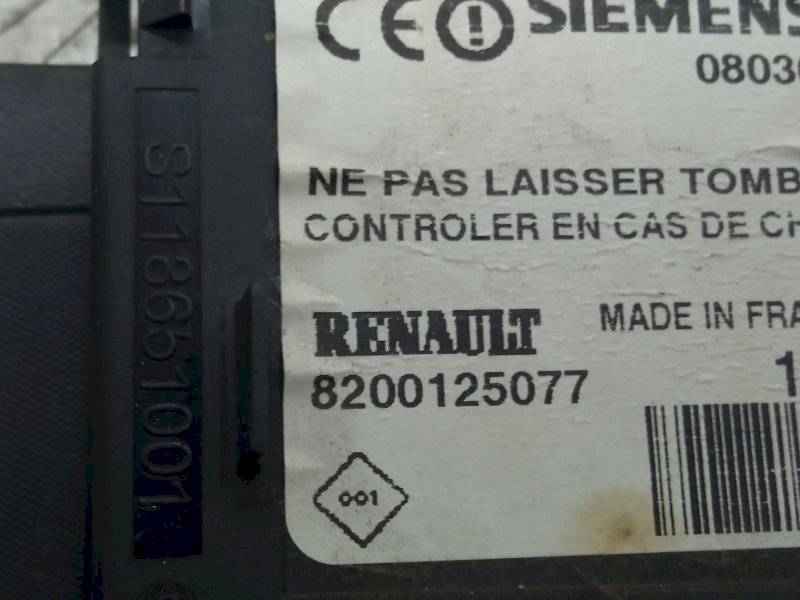 CE SIEMENS
0803
NE PAS LAISSER TOMB
CONTROLER EN CAS DE CH
RENAULT
MADE IN FRA
8200125077
1
001
S118661001